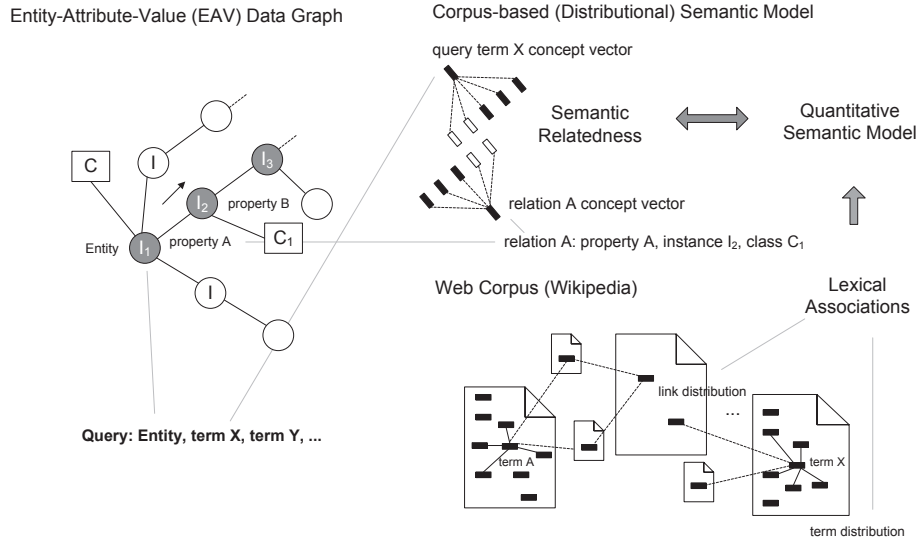 Entity-Attribute-Value (EAV) Data Graph
C
I
I3
I2
property B
Entity
I1
property A
C1
I
Query: Entity, term X, term Y, ...
Corpus-based (Distributional) Semantic Model
query term X concept vector
Semantic
Relatedness
Quantitative
Semantic Model
relation A concept vector
relation A: property A, instance I2, class C1
Web Corpus (Wikipedia)
Lexical
Associations
link distribution
...
term A
term X
term distribution